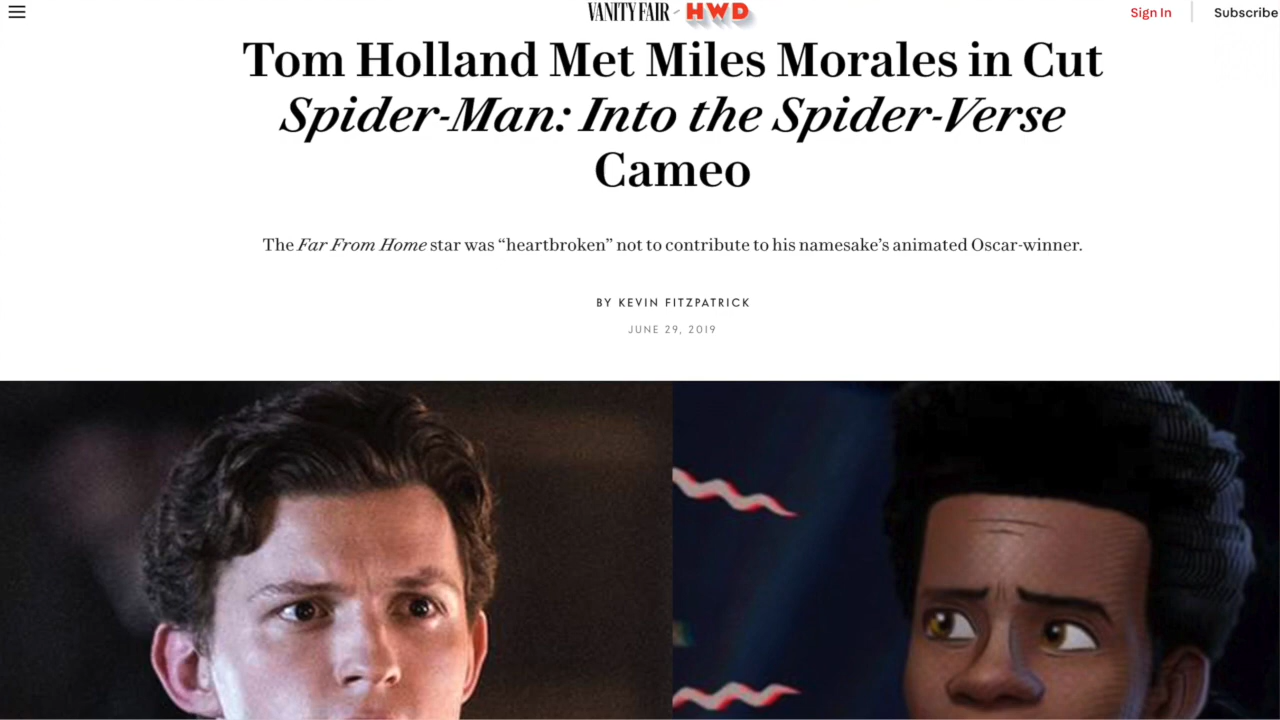 VANITY FAIR - HWD
Sign In
Subscribe
Tom Holland Met Miles Morales in Cut
Spider-Man: Into the Spider-Verse
Cameo
The Far From Home star was “heartbroken” not to contribute to his namesake’s animated Oscar-winner.
BY KEVIN FITZPATRICK
JUNE 29, 2019